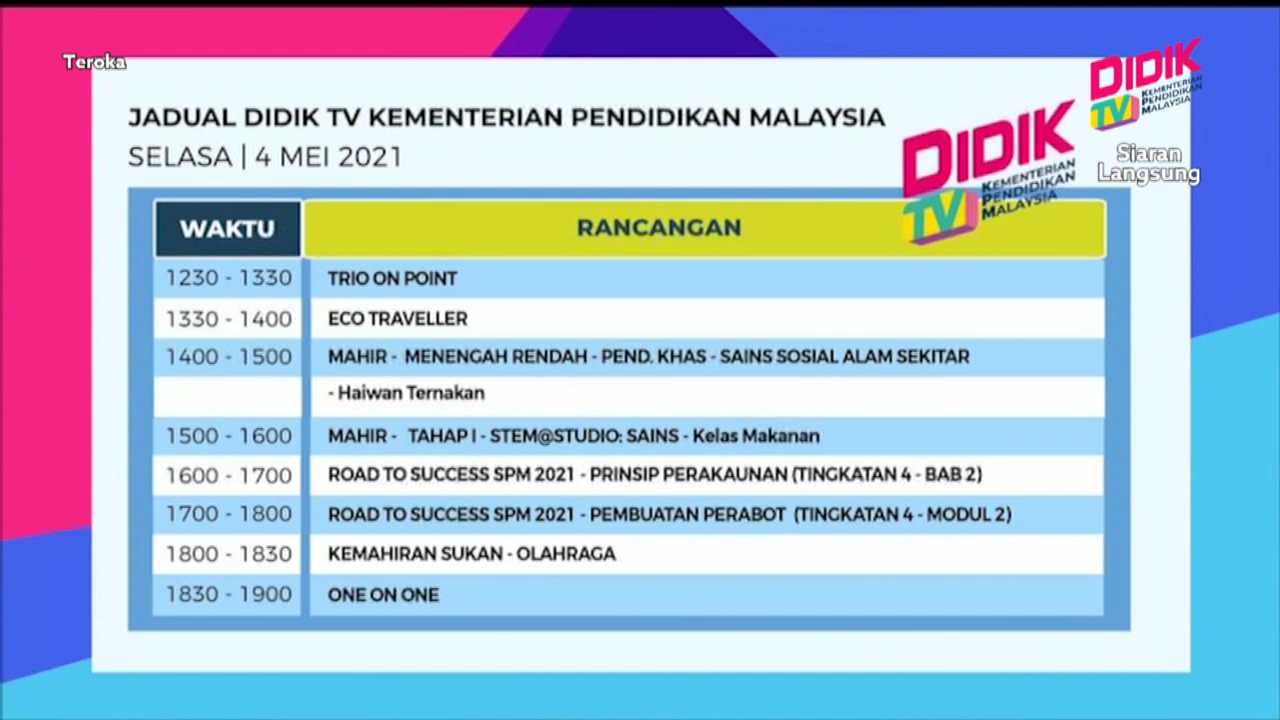 Teroka
DIDIK
TV KEMENTERIAN
PENDIDIKAN
MALAYSIA
Siaran
Langsung
JADUAL DIDIK TV KEMENTERIAN PENDIDIKAN MALAYSIA
SELASA | 4 MEI 2021
DIDIK
TV KEMENTERIAN
PENDIDIKAN
MALAYSIA
WAKTU RANCANGAN
1230 - 1330 TRIO ON POINT
1330 - 1400 ECO TRAVELLER
1400 - 1500 MAHIR - MENENGAH RENDAH - PEND. KHAS - SAINS SOSIAL ALAM SEKITAR
- Haiwan Ternakan
1500 - 1600 MAHIR - TAHAP I - STEM@STUDIO: SAINS - Kelas Makanan
1600 - 1700 ROAD TO SUCCESS SPM 2021 - PRINSIP PERAKAUNAN (TINGKATAN 4 - BAB 2)
1700 - 1800 ROAD TO SUCCESS SPM 2021 - PEMBUATAN PERABOT (TINGKATAN 4 - MODUL 2)
1800 - 1830 KEMAHIRAN SUKAN - OLAHRAGA
1830 - 1900 ONE ON ONE